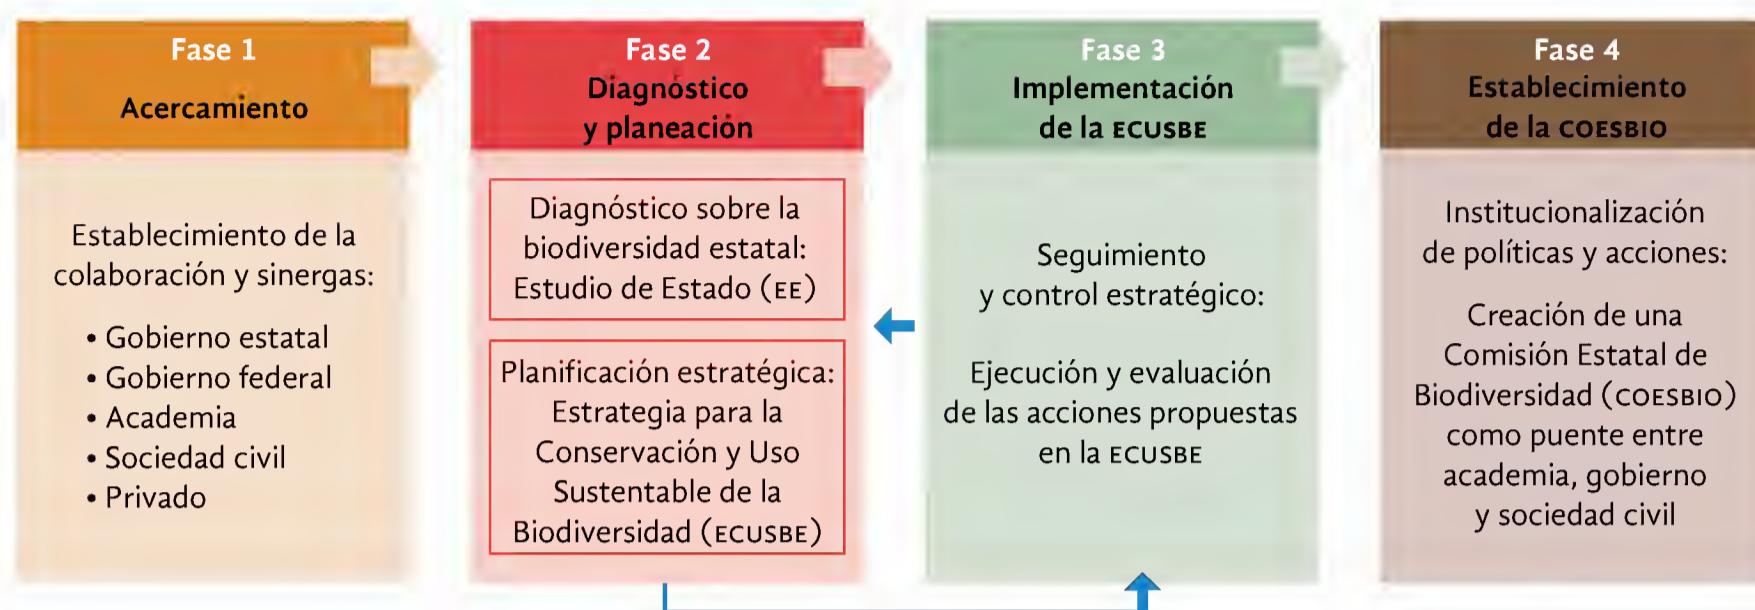 Fase 1
Acercamiento
Establecimiento de la
colaboración y sinergas:
• Gobierno estatal
• Gobierno federal
• Academia
• Sociedad civil
• Privado
Fase 2
Diagnóstico
y planeación
Diagnóstico sobre la
biodiversidad estatal:
Estudio de Estado (EE)
Planificación estratégica:
Estrategia para la
Conservación y Uso
Sustentable de la
Biodiversidad (ECUSBE)
Fase 3
Implementación
de la ECUSBE
Seguimiento
y control estratégico:
Ejecución y evaluación
de las acciones propuestas
en la ECUSBE
Fase 4
Establecimiento
de la COESBIO
Institucionalización
de políticas y acciones:
Creación de una
Comisión Estatal de
Biodiversidad (COESBIO)
como puente entre
academia, gobierno
y sociedad civil